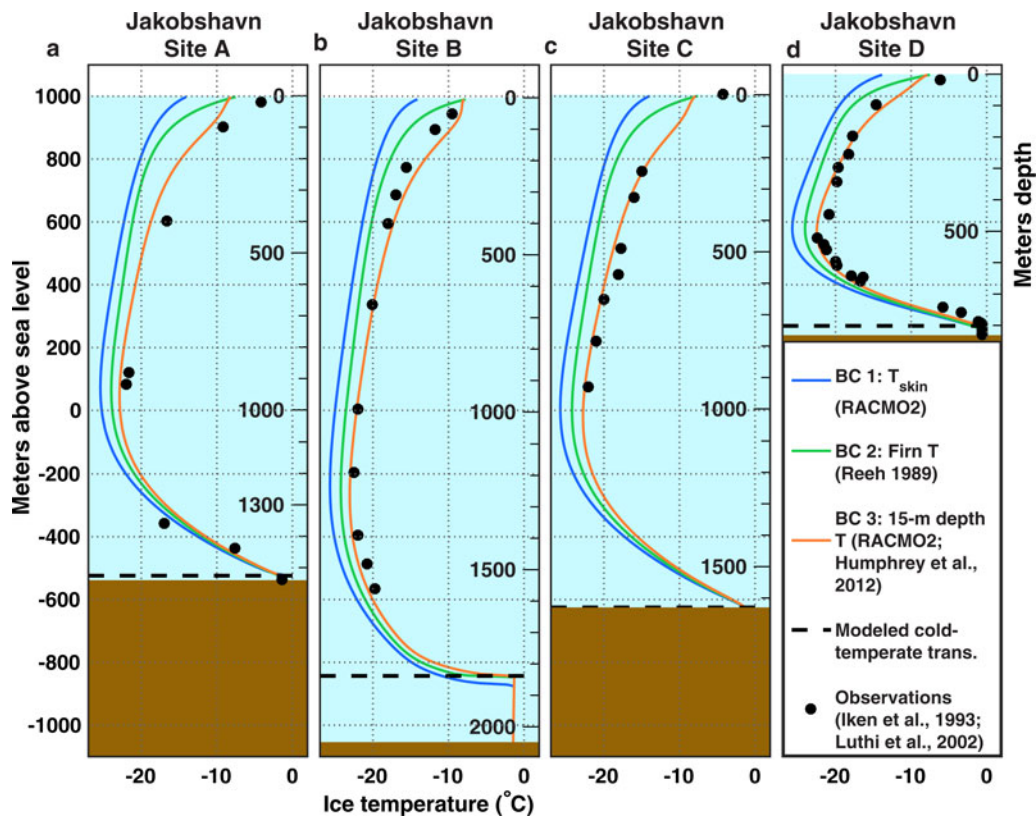 Jakobshavn
Site A
Jakobshavn
Site B
Jakobshavn
Site C
Jakobshavn
Site D
a
b
c
d
Meters above sea level
1000
800
600
400
200
0
-200
-400
-600
-800
-1000
0
500
1000
1300
0
500
1000
1500
2000
0
500
1000
1500
0
500
Meters depth
BC 1: T skin
(RACMO2)
BC 2: Firn T
(Reeh 1989)
BC 3: 15-m depth
T (RACMO2;
Humphrey et al.,
2012)
Modeled cold-
temperate trans.
Observations
(Iken et al., 1993;
Luthi et al., 2002)
-20 -10 0
-20 -10 0
-20 -10 0
-20 -10 0
Ice temperature (°C)